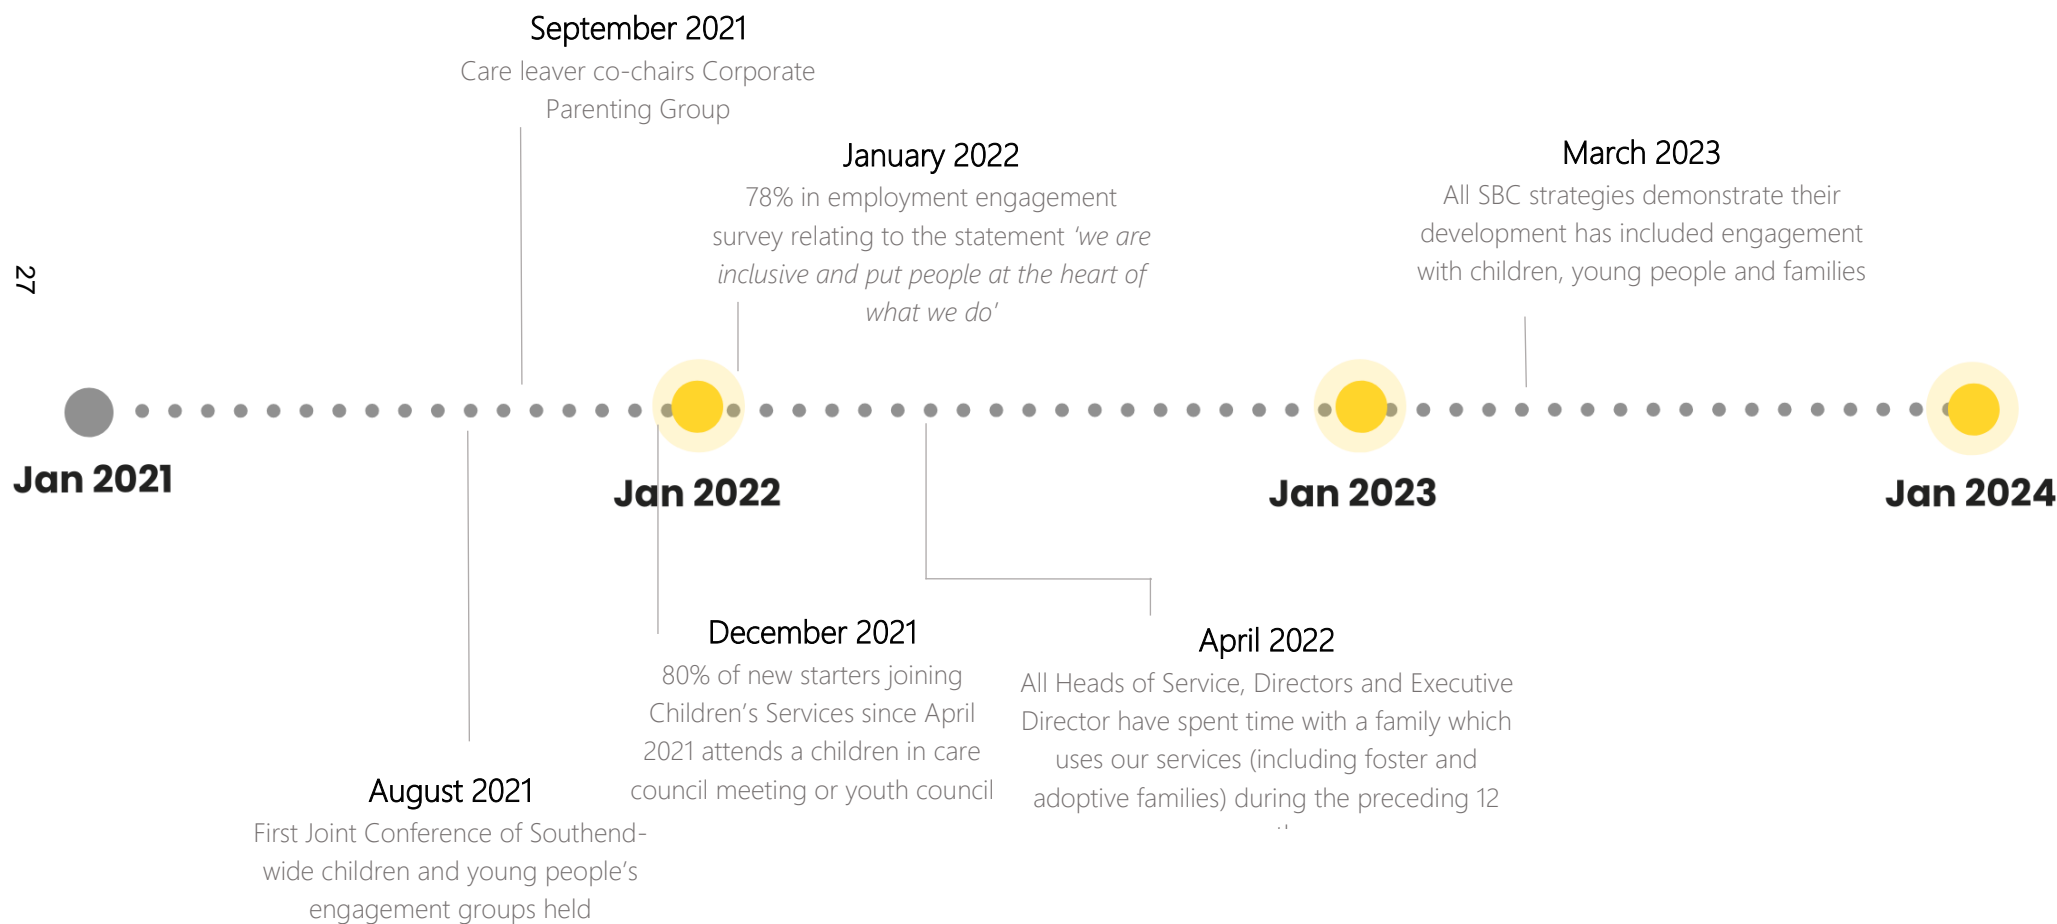 September 2021
Care leaver co-chairs Corporate
Parenting Group
January 2022
78% in employment engagement
survey relating to the statement 'we are
inclusive and put people at the heart of
what we do'
March 2023
All SBC strategies demonstrate their
development has included engagement
with children, young people and families
27
Jan 2021
Jan 2022
Jan 2023
Jan 2024
August 2021
First Joint Conference of Southend-
wide children and young people's
engagement groups held
December 2021
80% of new starters joining
Children's Services since April
2021 attends a children in care
council meeting or youth council
April 2022
All Heads of Service, Directors and Executive
Director have spent time with a family which
uses our services (including foster and
adoptive families) during the preceding 12